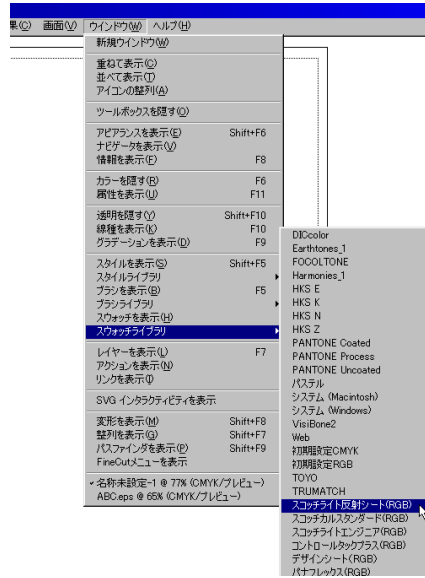 果(C) 画面(V) ウインドウ(W) ヘルプ(H)
新規ウインドウ(W)
重ねて表示(C)
並べて表示(T)
アイコンの整列(A)
ツールボックスを隠す(O)
アピアランスを表示(E) Shift+F6
ナビゲータを表示(V)
情報を表示(F) F8
カラーを隠す(R) F6
属性を表示(U) F11
透明を隠す(Y) Shift+F10
線種を表示(K) F10
グラデーションを表示(D) F9
スタイルを表示(S) Shift+F5
スタイルライブラリ
ブラシを表示(B) F5
ブラシライブラリ
スウォッチを表示(H)
スウォッチライブラリ
レイヤーを表示(L) F7
アクションを表示(N)
リンクを表示(I)
SVG インタラクティビティを表示
変形を表示(M) Shift+F8
整列を表示(G) Shift+F7
パスファインダを表示(P) Shift+F9
FineCutメニューを表示
名称未設定-1 @ 77% (CMYK/プレビュー)
ABC.eps @ 65% (CMYK/プレビュー)
DICcolor
Earthtones_1
FOCOLTONE
Harmonies_1
HKS E
HKS K
HKS N
HKS Z
PANTONE Coated
PANTONE Process
PANTONE Uncoated
パステル
システム (Macintosh)
システム (Windows)
VisiBone2
Web
初期設定CMYK
初期設定RGB
TOYO
TRUMATCH
スコッチライト反射シート(RGB)
スコッチカルスタンダード(RGB)
スコッチライトエンジニア(RGB)
コントロールタックプラス(RGB)
デザインシート(RGB)
パナフレックス(RGB)